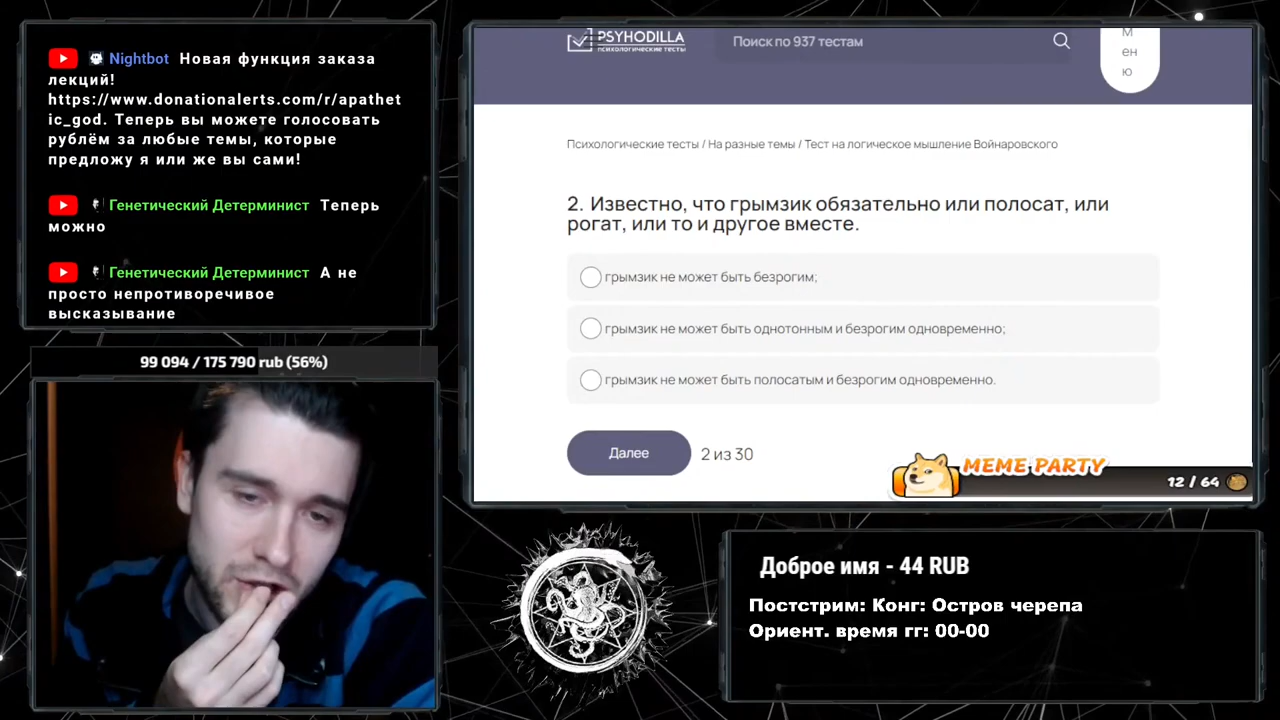 Nightbot Новая функция заказа
лекций!
https://www.donationalerts.com/r/apathet
ic_god. Теперь вы можете голосовать
рублём за любые темы, которые
предложу я или же вы сами!
Генетический Детерминист Теперь
можно
Генетический Детерминист А не
просто непротиворечивое
высказывание
99 094 / 175 790 rub (56%)
PSYHODILLA
ПСИХОЛОГИЧЕСКИЕ ТЕСТЫ
Поиск по 937 тестам
М
ен
ю
Психологические тесты / На разные темы / Тест на логическое мышление Войнаровского
2. Известно, что грымзик обязательно или полосат, или
рогат, или то и другое вместе.
грымзик не может быть безрогим;
грымзик не может быть однотонным и безрогим одновременно;
грымзик не может быть полосатым и безрогим одновременно.
Далее
2 из 30
MEME PARTY
12 / 64
Доброе имя - 44 RUB
Постстрим: Конг: Остров черепа
Ориент. время гг: 00-00